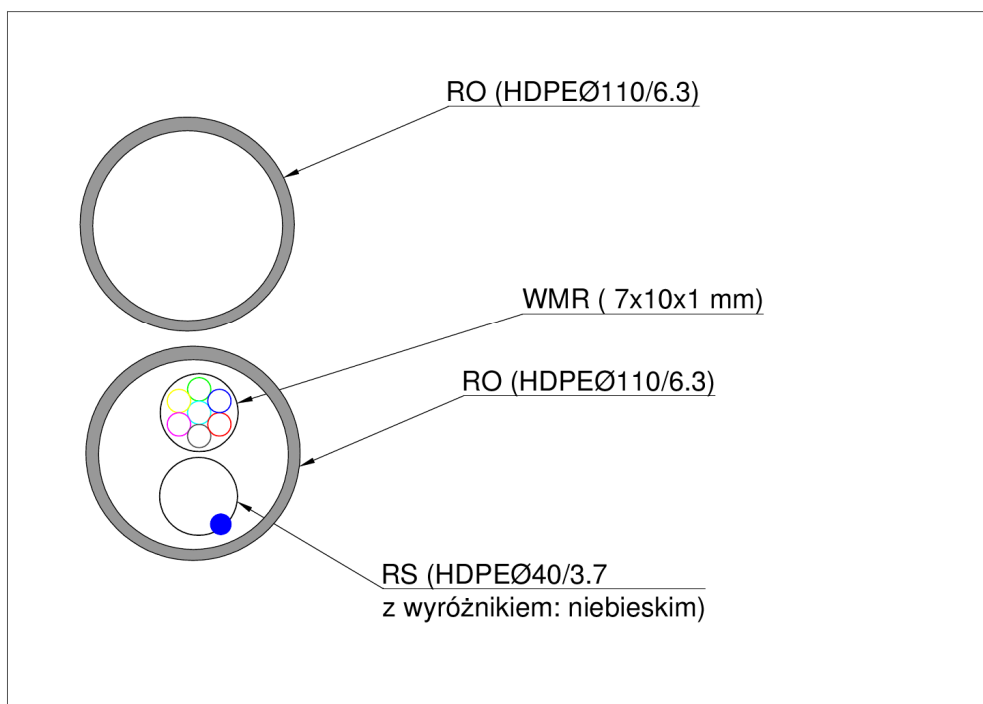 RO (HDPEØ110/6.3)
WMR ( 7x10x1 mm)
RO (HDPEØ110/6.3)
RS (HDPEØ40/3.7
z wyróżnikiem: niebieskim)